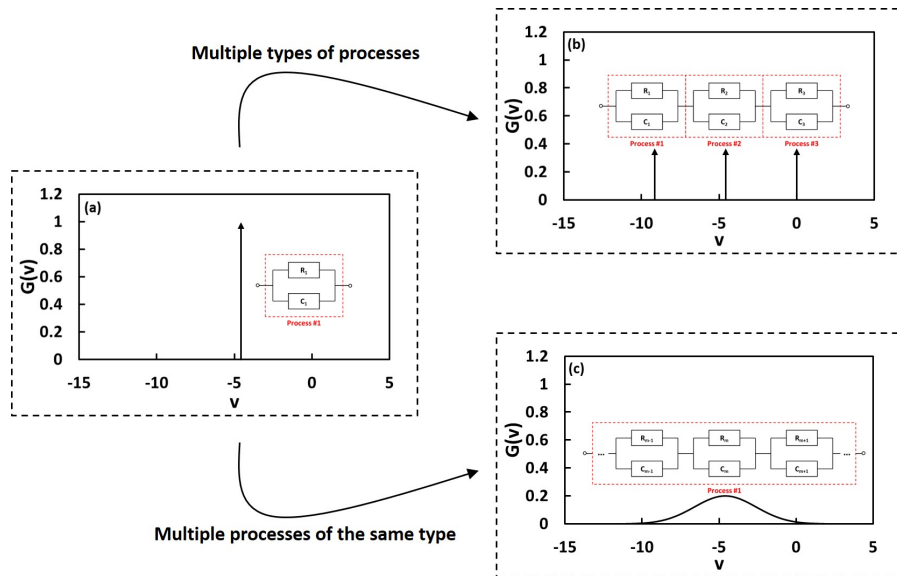 Multiple types of processes
(b)
1.2
1
0.8
0.6
0.4
0.2
0
G(v)
R1
R2
R3
C1
C2
C3
Process #1
Process #2
Process #3
-15
-10
-5
0
5
v
(a)
1.2
1
0.8
0.6
0.4
0.2
0
G(v)
R1
C1
Process #1
-15
-10
-5
0
5
v
(c)
1.2
1
0.8
0.6
0.4
0.2
0
G(v)
Rm-1
Rm
Rm+1
...
...
Cm-1
Cm
Cm+1
Process #1
-15
-10
-5
0
5
v
Multiple processes of the same type